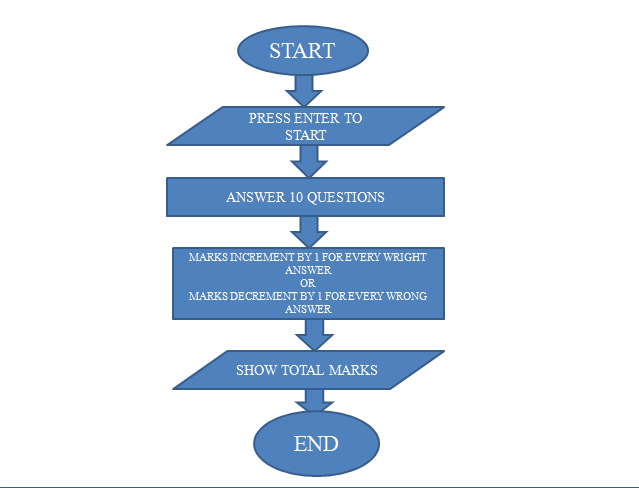 START
PRESS ENTER TO
START
ANSWER 10 QUESTIONS
MARKS INCREMENT BY 1 FOR EVERY WRIGHT
ANSWER
OR
MARKS DECREMENT BY 1 FOR EVERY WRONG
ANSWER
SHOW TOTAL MARKS
END